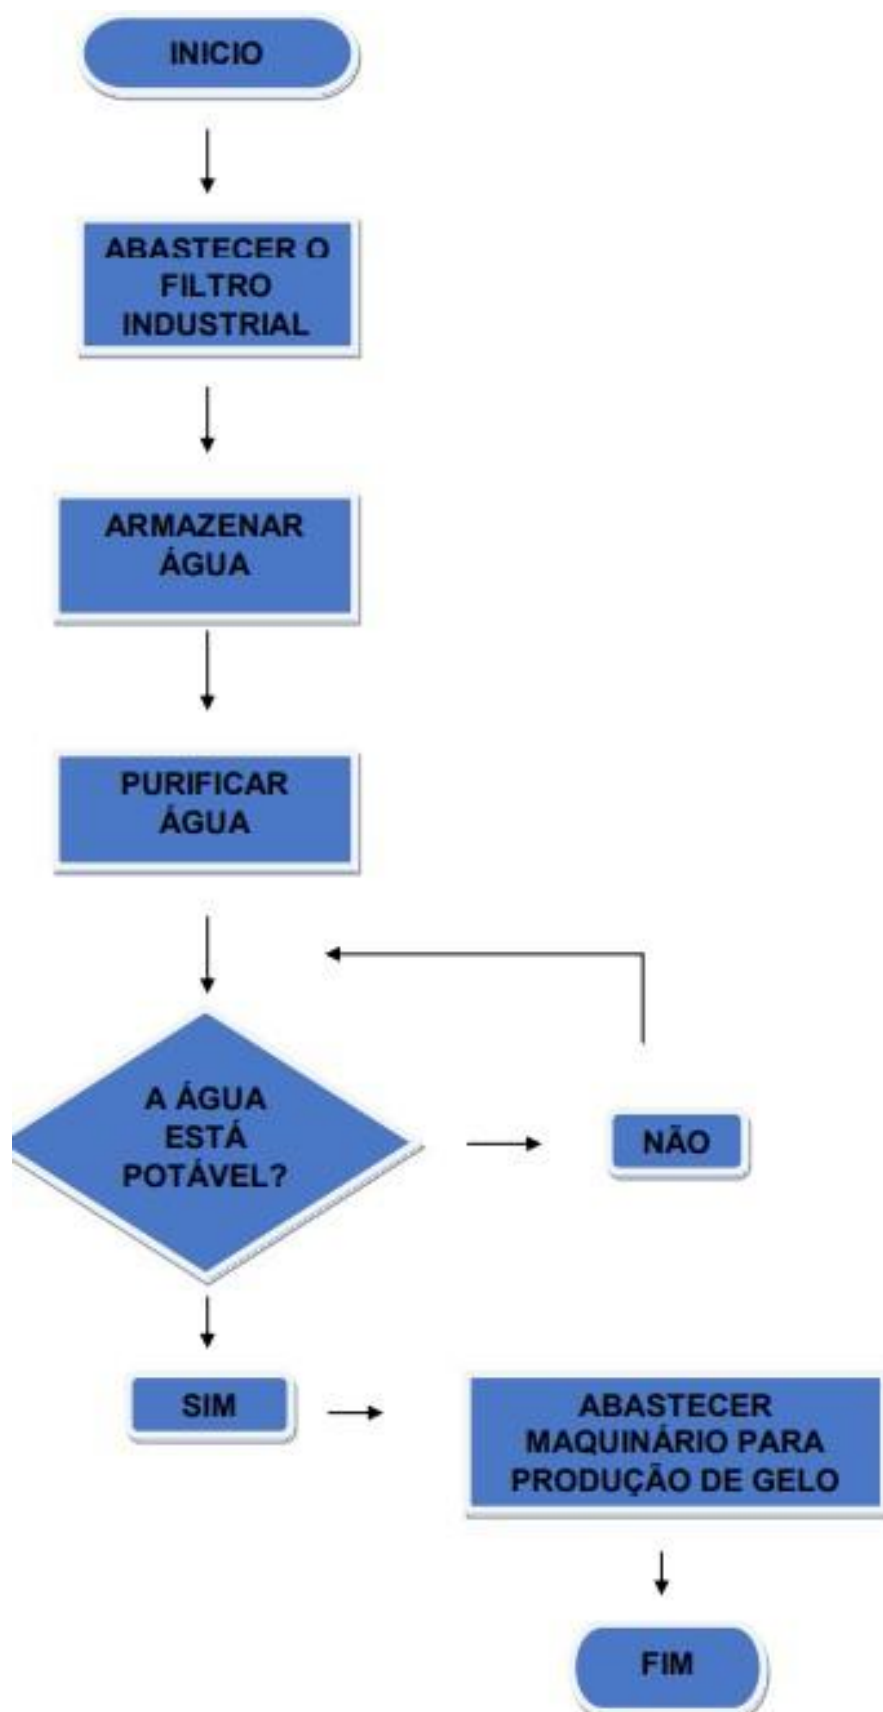 INICIO
ABASTECER O
FILTRO
INDUSTRIAL
ARMAZENAR
ÁGUA
PURIFICAR
ÁGUA
A ÁGUA
ESTÁ
POTÁVEL?
NÃO
SIM
ABASTECER
MAQUINÁRIO PARA
PRODUÇÃO DE GELO
FIM